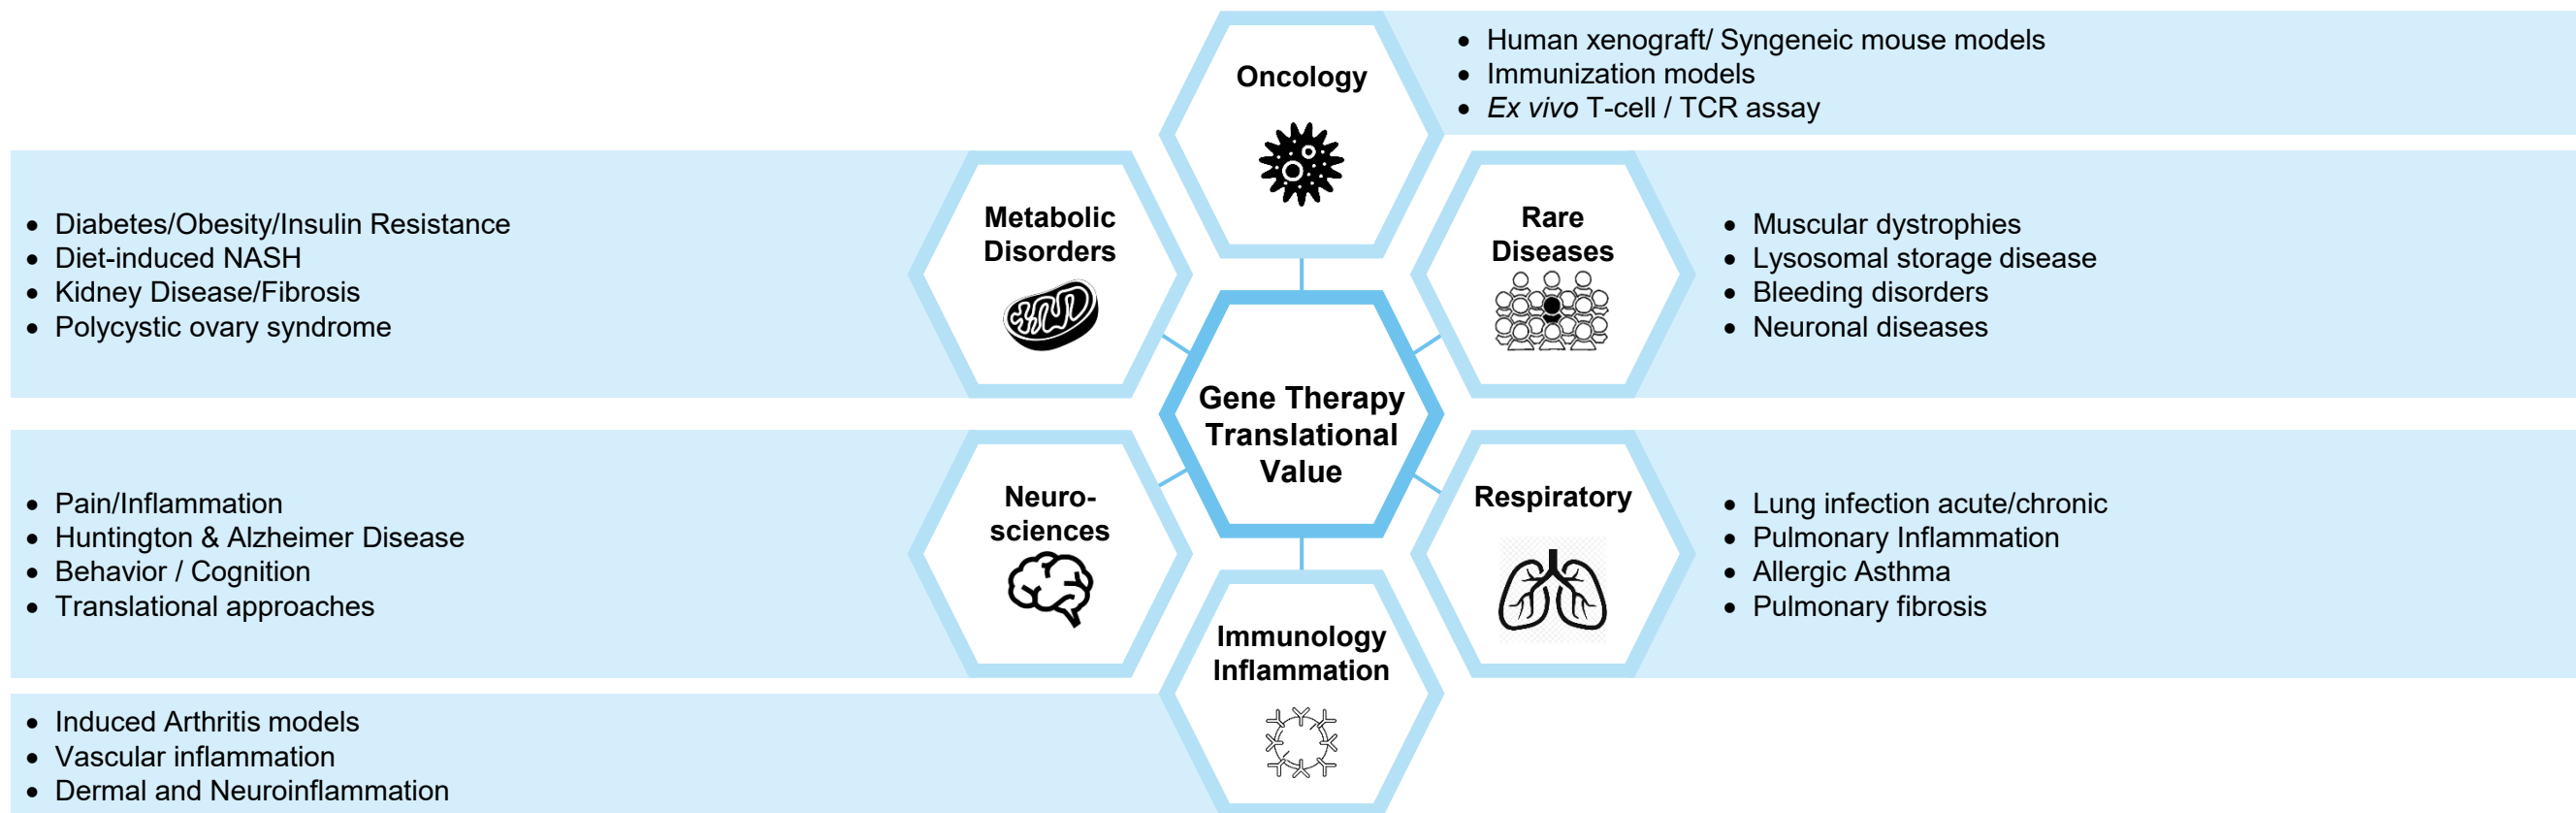 Oncology
• Human xenograft/ Syngeneic mouse models
• Immunization models
• Ex vivo T-cell / TCR assay
Metabolic
Disorders
• Diabetes/Obesity/Insulin Resistance
• Diet-induced NASH
• Kidney Disease/Fibrosis
• Polycystic ovary syndrome
Rare
Diseases
• Muscular dystrophies
• Lysosomal storage disease
• Bleeding disorders
• Neuronal diseases
Gene Therapy
Translational
Value
Neuro-
sciences
• Pain/Inflammation
• Huntington & Alzheimer Disease
• Behavior / Cognition
• Translational approaches
Respiratory
• Lung infection acute/chronic
• Pulmonary Inflammation
• Allergic Asthma
• Pulmonary fibrosis
Immunology
Inflammation
• Induced Arthritis models
• Vascular inflammation
• Dermal and Neuroinflammation